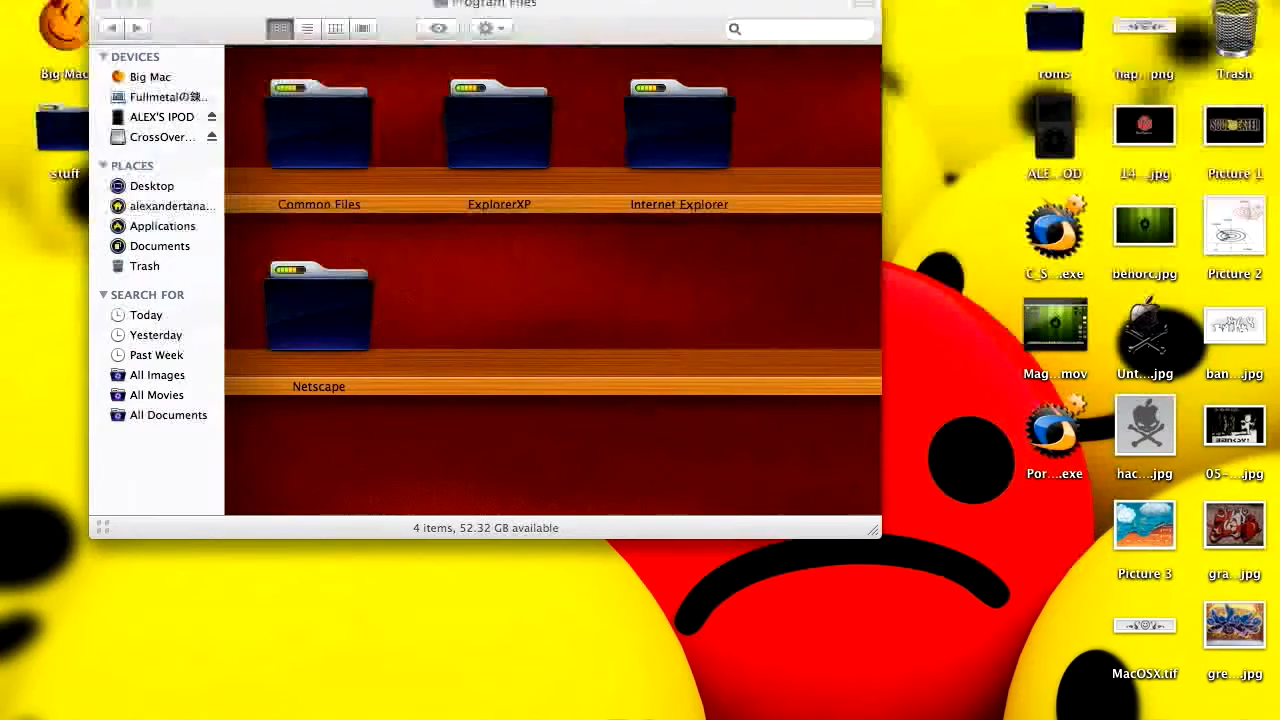 Program Files
Big Mac
stuff
DEVICES
Big Mac
Fullmetalの錬...
ALEX'S IPOD
CrossOver...
PLACES
Desktop
alexandertana...
Applications
Documents
Trash
SEARCH FOR
Today
Yesterday
Past Week
All Images
All Movies
All Documents
Common Files
ExplorerXP
Internet Explorer
Netscape
4 items, 52.32 GB available
roms
nap...png
Trash
ALE...OD
14-...jpg
SOUL EATER
Picture 1
C_S....exe
behorc.jpg
Picture 2
Mag...mov
Unt....jpg
ban....jpg
Por....exe
hac....jpg
BANKSY!
05-...jpg
Picture 3
gra....jpg
MacOSX.tif
gre....jpg